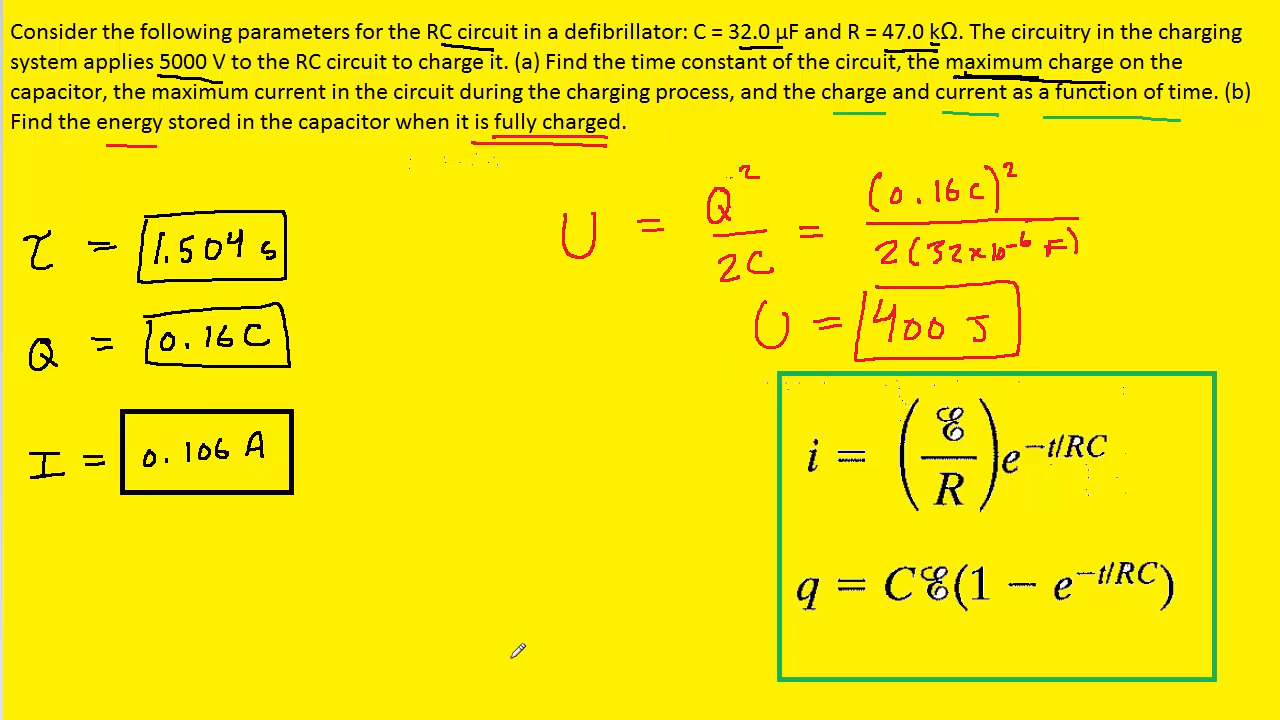 Consider the following parameters for the RC circuit in a defibrillator: C = 32.0 µF and R = 47.0 kΩ. The circuitry in the charging
system applies 5000 V to the RC circuit to charge it. (a) Find the time constant of the circuit, the maximum charge on the
capacitor, the maximum current in the circuit during the charging process, and the charge and current as a function of time. (b)
Find the energy stored in the capacitor when it is fully charged.
τ = 1.504 s
Q = 0.16 C
I = 0.106 A
U = Q²/2C = (0.16C)²/2(32x10⁻⁶ F)
U = 400 J
i = (ℰ/R)e^–t/RC
q = Cℰ(1 – e^–t/RC)